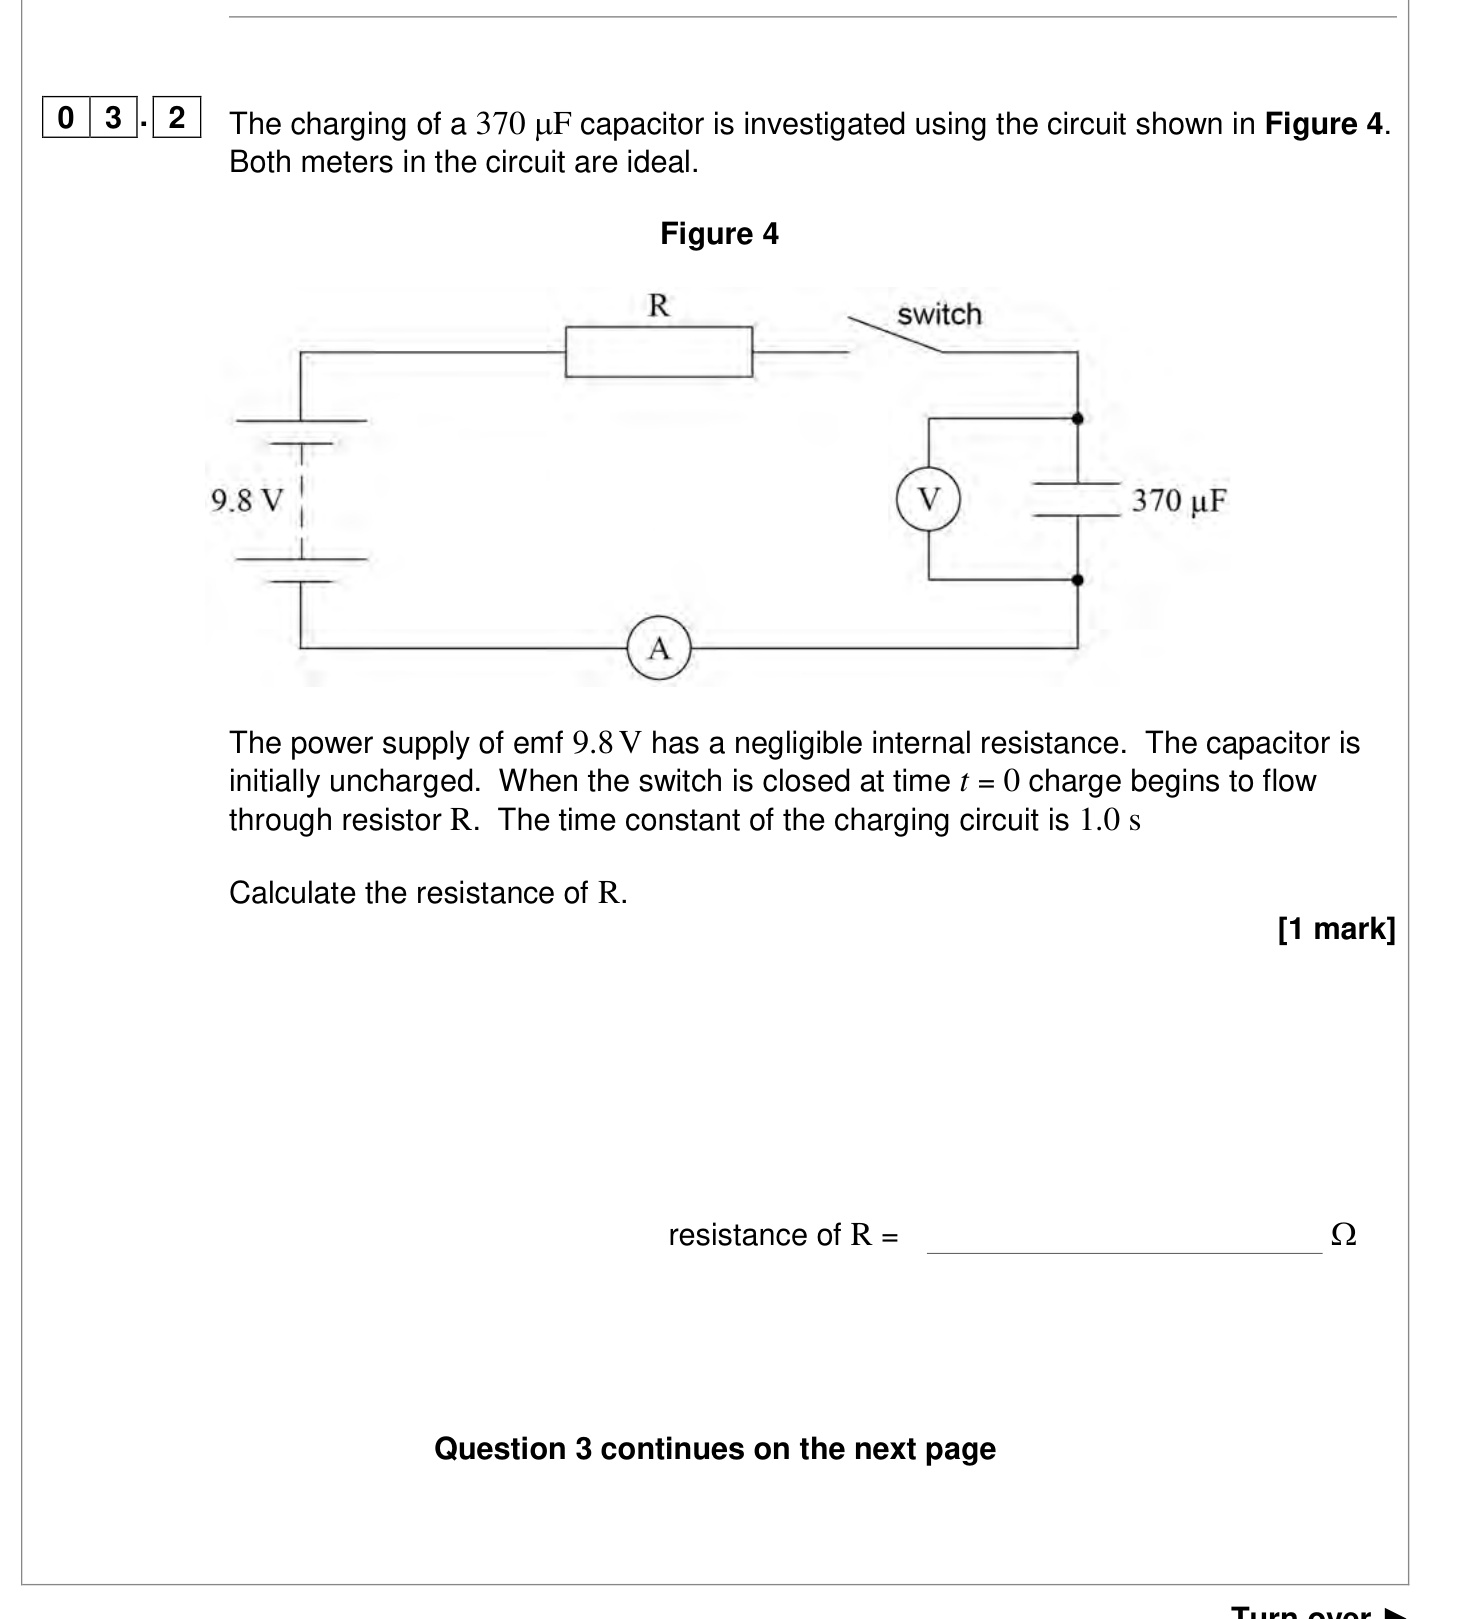 0 3 . 2 The charging of a 370 μF capacitor is investigated using the circuit shown in Figure 4.
Both meters in the circuit are ideal.
Figure 4
R
switch
9.8 V
V
370 μF
A
The power supply of emf 9.8 V has a negligible internal resistance. The capacitor is
initially uncharged. When the switch is closed at time t = 0 charge begins to flow
through resistor R. The time constant of the charging circuit is 1.0 s
Calculate the resistance of R.
[1 mark]
resistance of R = Ω
Question 3 continues on the next page
Turn over ►